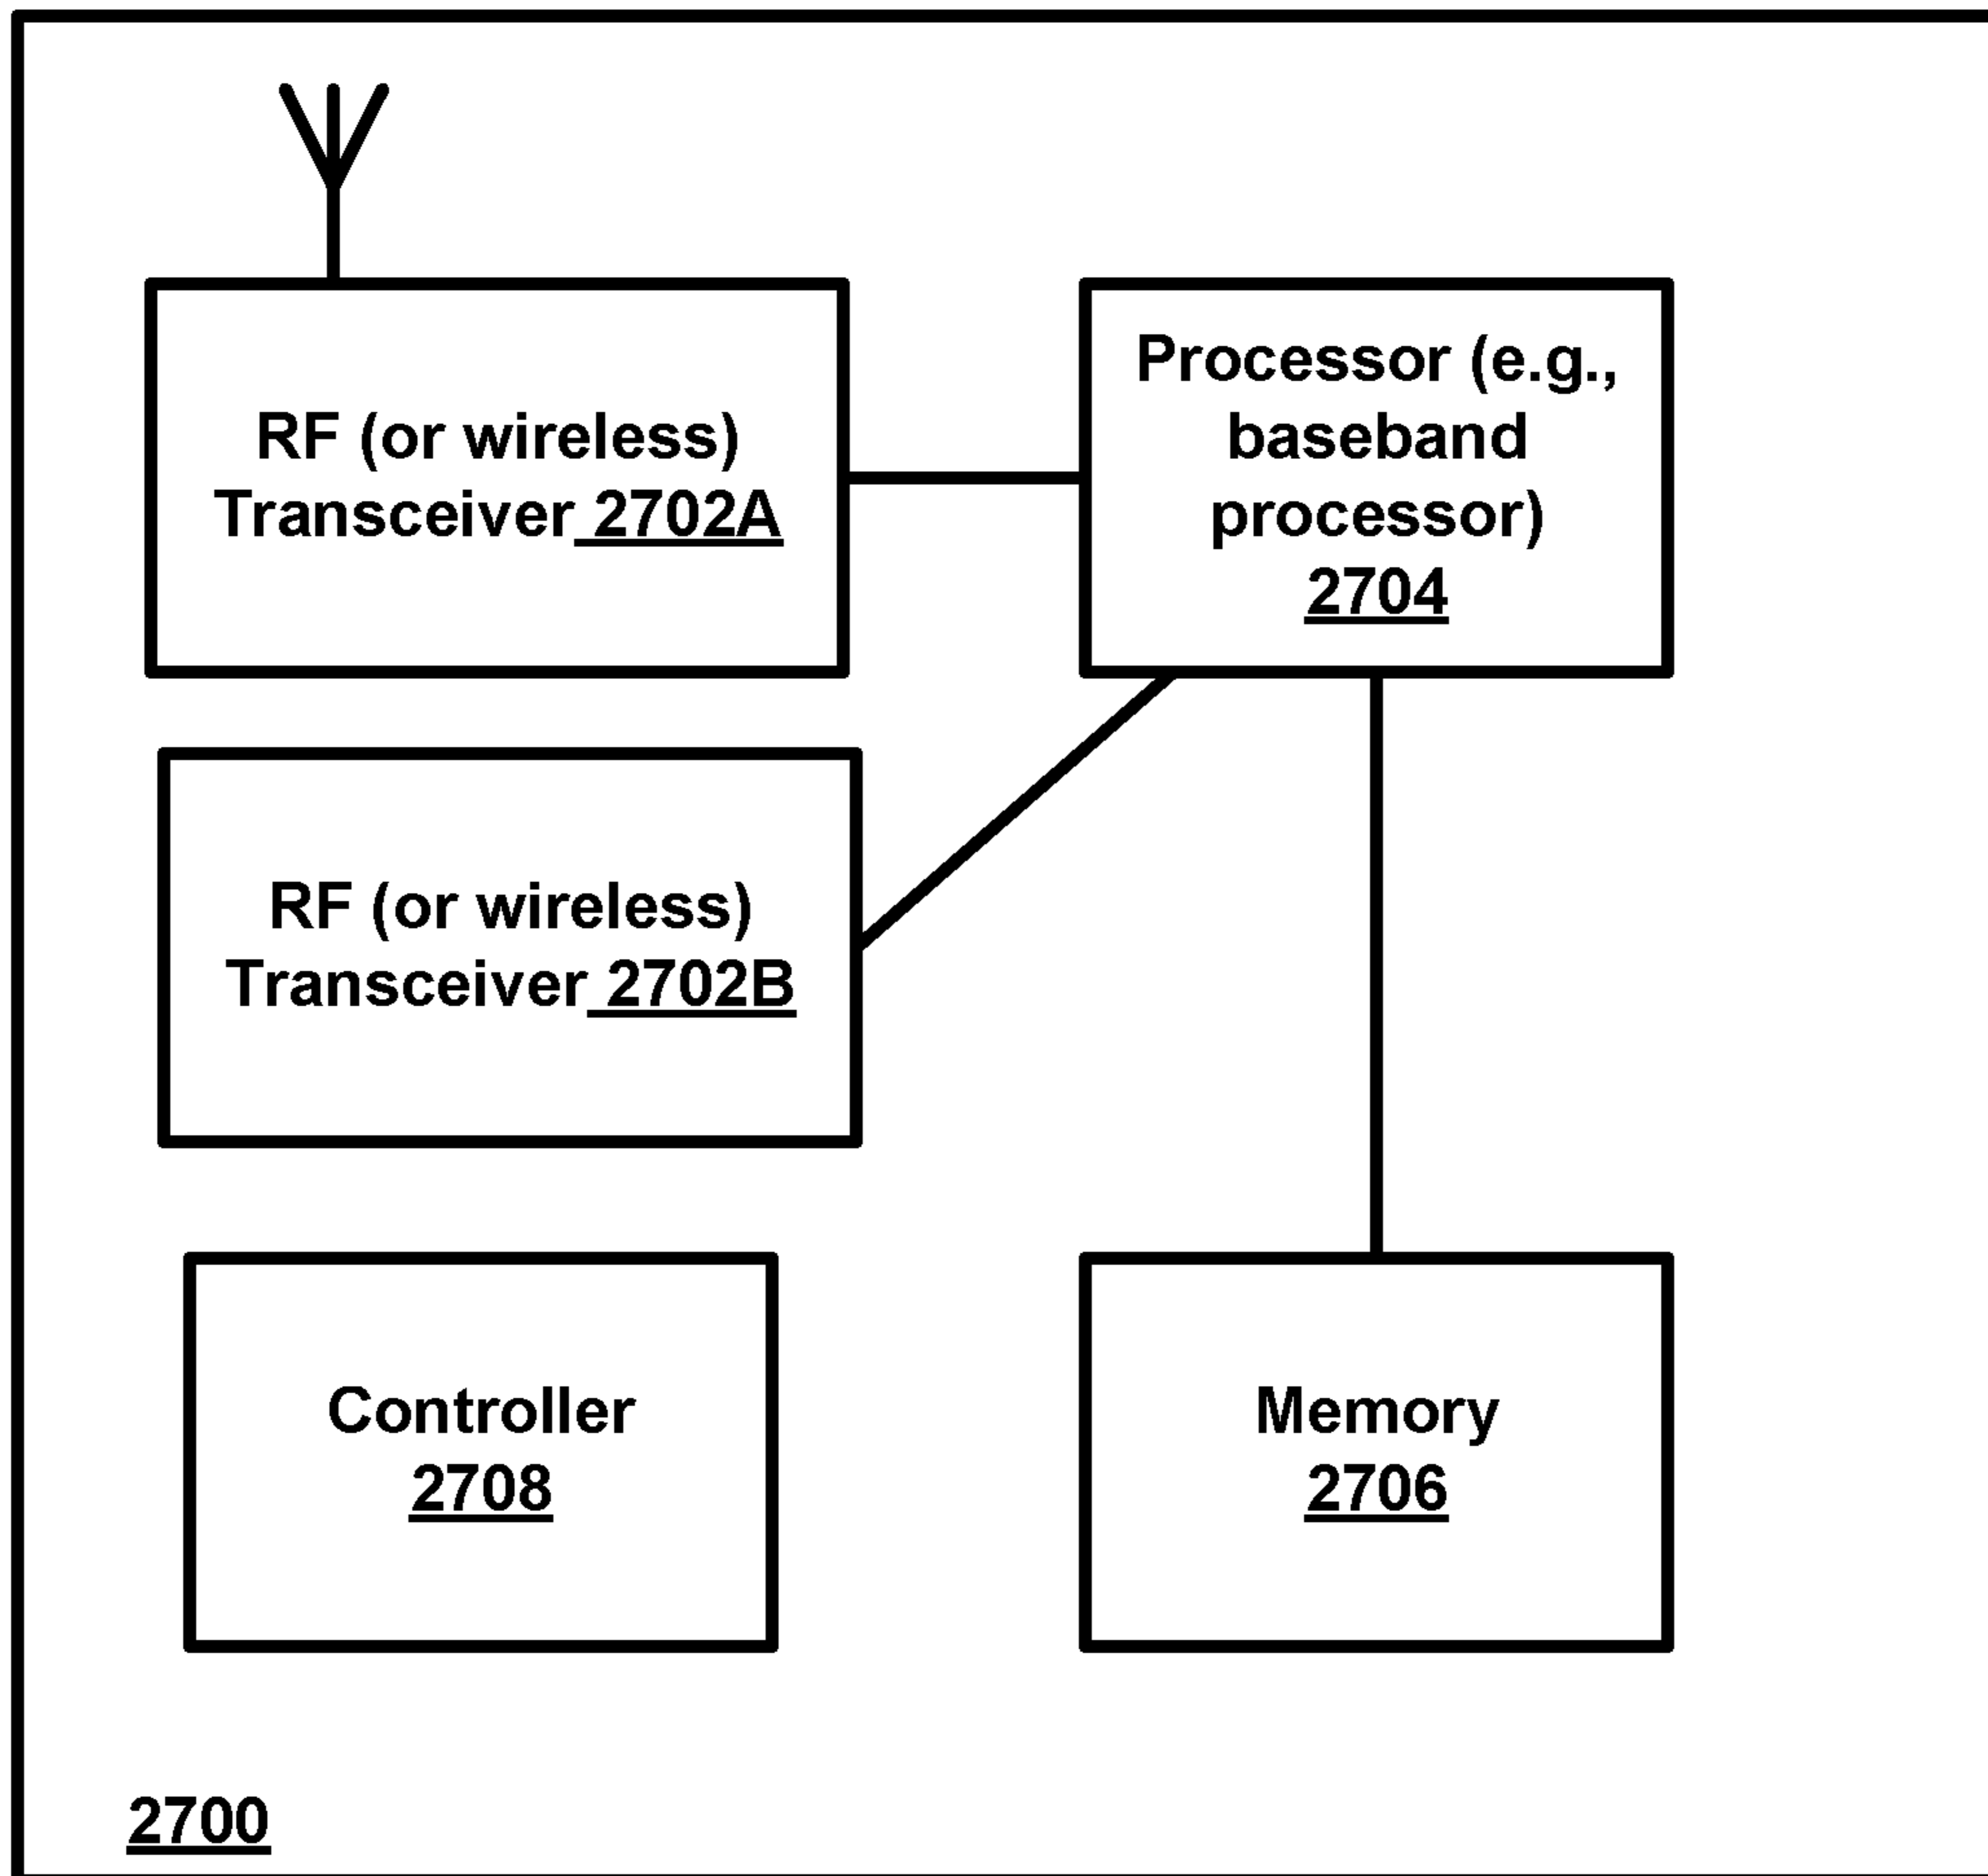 RF (or wireless)
Transceiver 2702A
Processor (e.g.,
baseband
processor)
2704
RF (or wireless)
Transceiver 2702B
Controller
2708
Memory
2706
2700